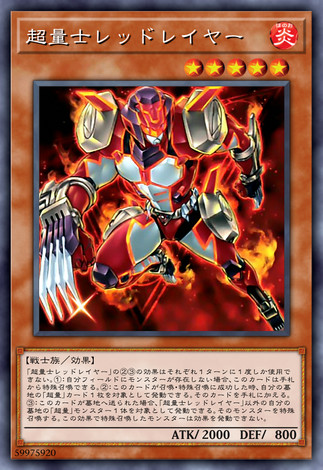 超量士レッドレイヤー
炎
ほのお
【戦士族／効果】
「超量士レッドレイヤー」の②③の効果はそれぞれ１ターンに１度しか使用で
きない。①：自分フィールドにモンスターが存在しない場合、このカードは手札
から特殊召喚できる。②：このカードが召喚・特殊召喚に成功した時、自分の墓
地の「超量」カード１枚を対象として発動できる。そのカードを手札に加える。
③：このカードが墓地へ送られた場合、「超量士レッドレイヤー」以外の自分の
墓地の「超量」モンスター１体を対象として発動できる。そのモンスターを特殊
召喚する。この効果で特殊召喚したモンスターは効果を発動できない。
ATK/ 2000 DEF/ 800
59975920